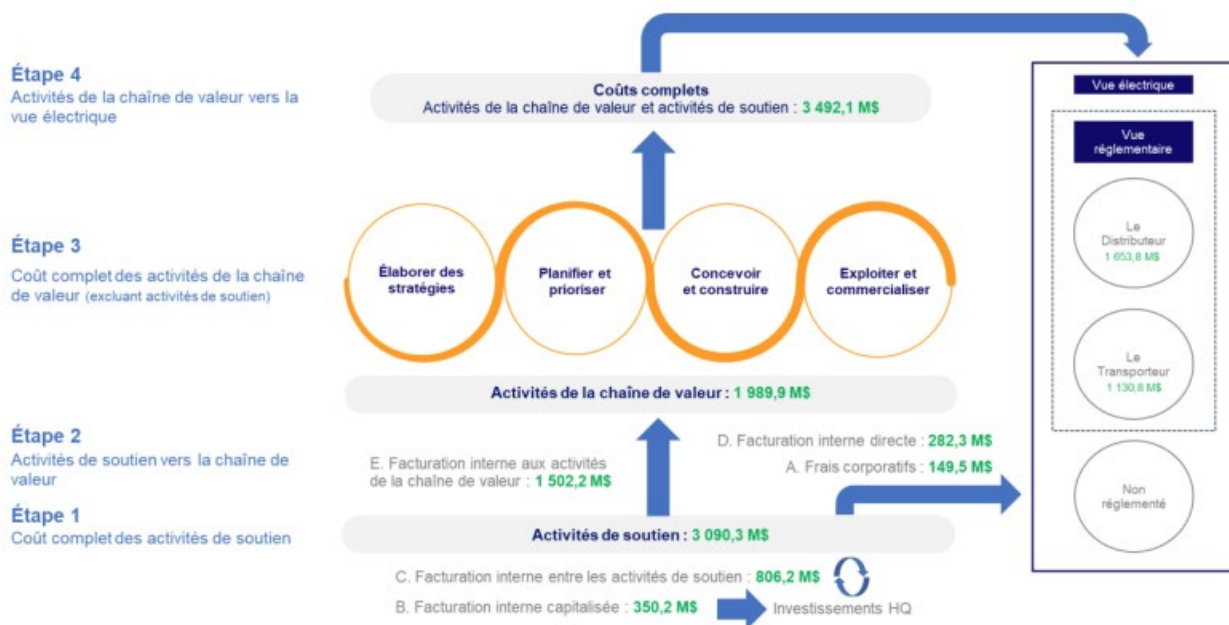 Étape 4
Activités de la chaîne de valeur vers la
vue électrique
Coûts complets
Activités de la chaîne de valeur et activités de soutien : 3 492,1 M$
Vue électrique
Vue
réglementaire
Le
Distributeur
1 653,8 M$
Le
Transporteur
1 130,8 M$
Non
réglementé
Étape 3
Coût complet des activités de la chaîne
de valeur (excluant activités de soutien)
Élaborer des
stratégies
Planifier et
prioriser
Concevoir
et construire
Exploiter et
commercialiser
Activités de la chaîne de valeur : 1 989,9 M$
Étape 2
Activités de soutien vers la chaîne de
valeur
E. Facturation interne aux activités
de la chaîne de valeur : 1 502,2 M$
D. Facturation interne directe : 282,3 M$
A. Frais corporatifs : 149,5 M$
Étape 1
Coût complet des activités de soutien
Activités de soutien : 3 090,3 M$
C. Facturation interne entre les activités de soutien : 806,2 M$
B. Facturation interne capitalisée : 350,2 M$
Investissements HQ